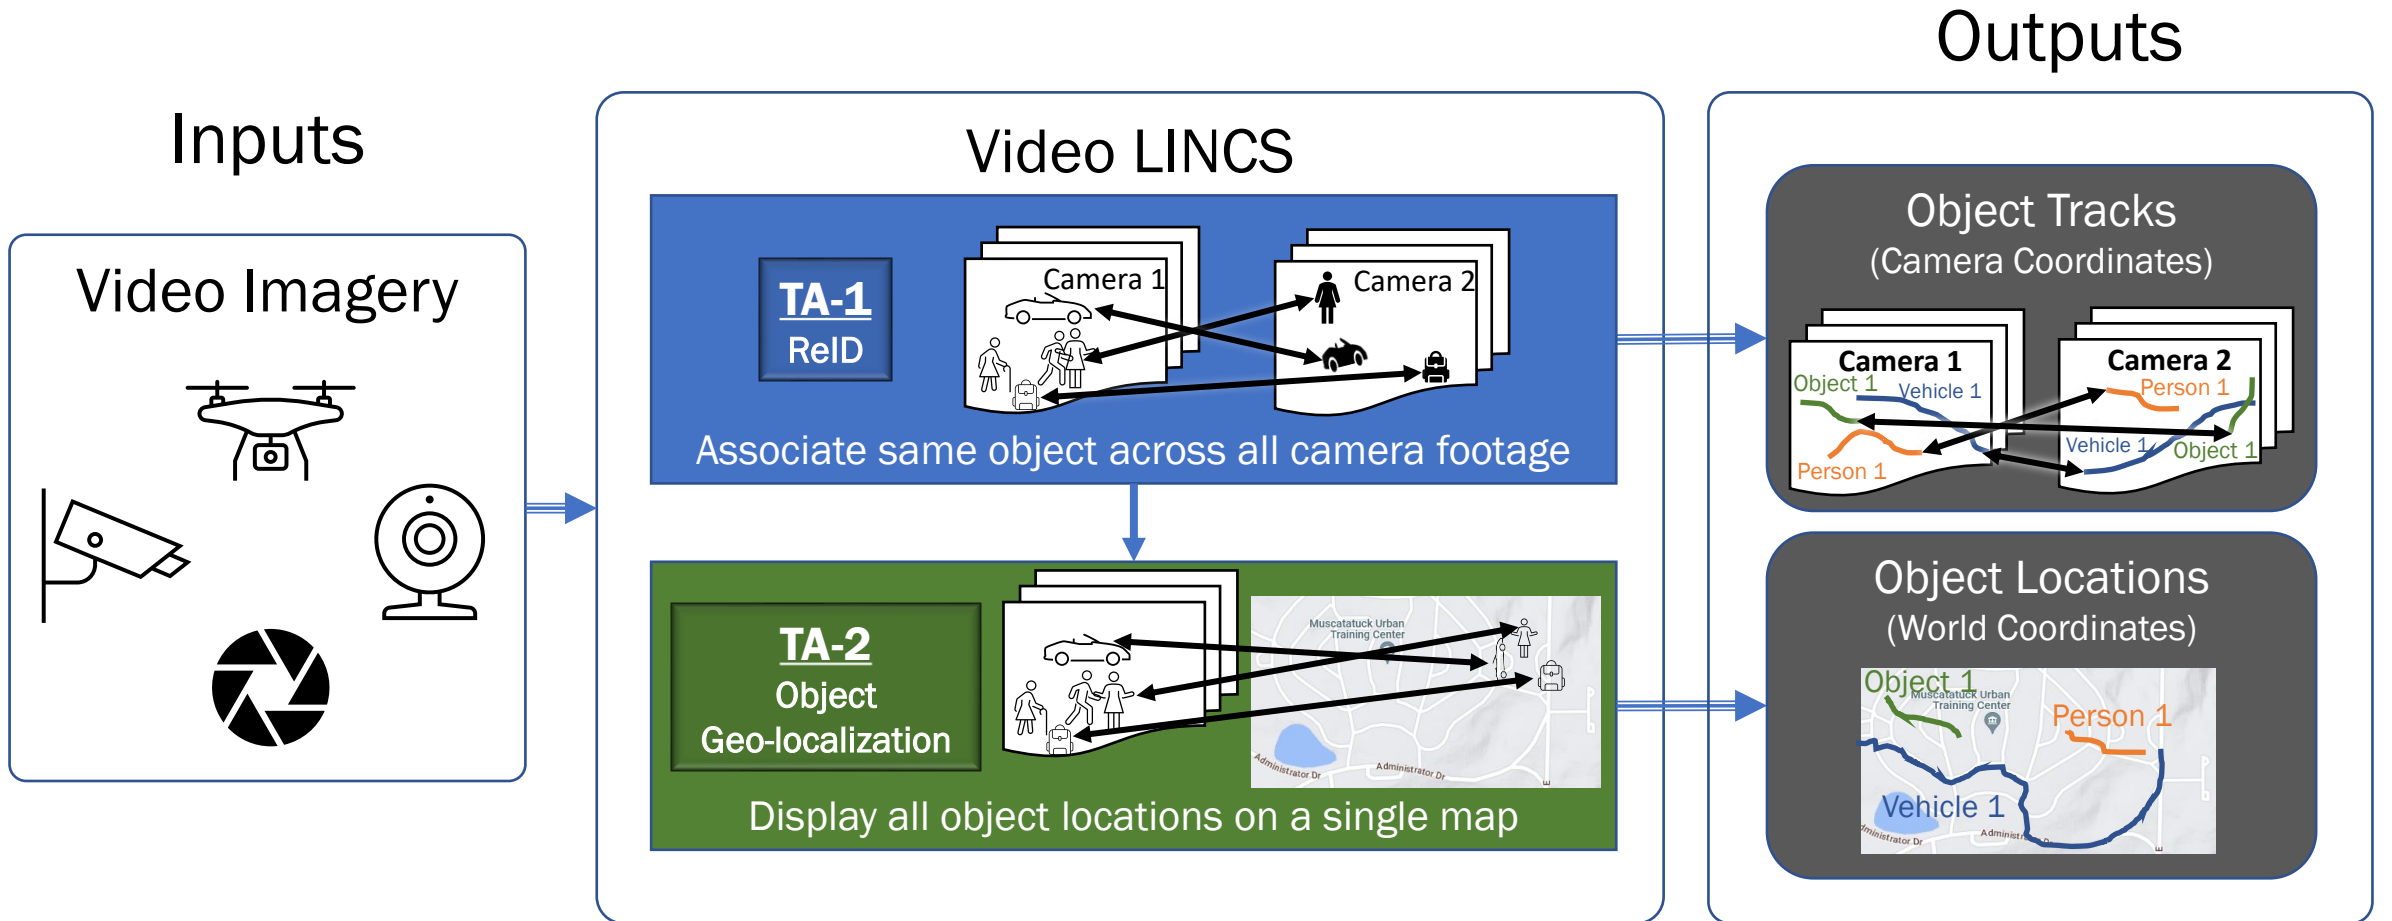 Inputs
Video Imagery
Video LINCS
TA-1
ReID
Camera 1
Camera 2
Associate same object across all camera footage
TA-2
Object
Geo-localization
Muscatatuck Urban
Training Center
Administrator Dr
Administrator Dr
E
Display all object locations on a single map
Outputs
Object Tracks
(Camera Coordinates)
Camera 1
Object 1
Vehicle 1
Person 1
Camera 2
Person 1
Vehicle 1
Object 1
Object Locations
(World Coordinates)
Object 1
Muscatatuck Urban
Training Center
Person 1
Vehicle 1
E